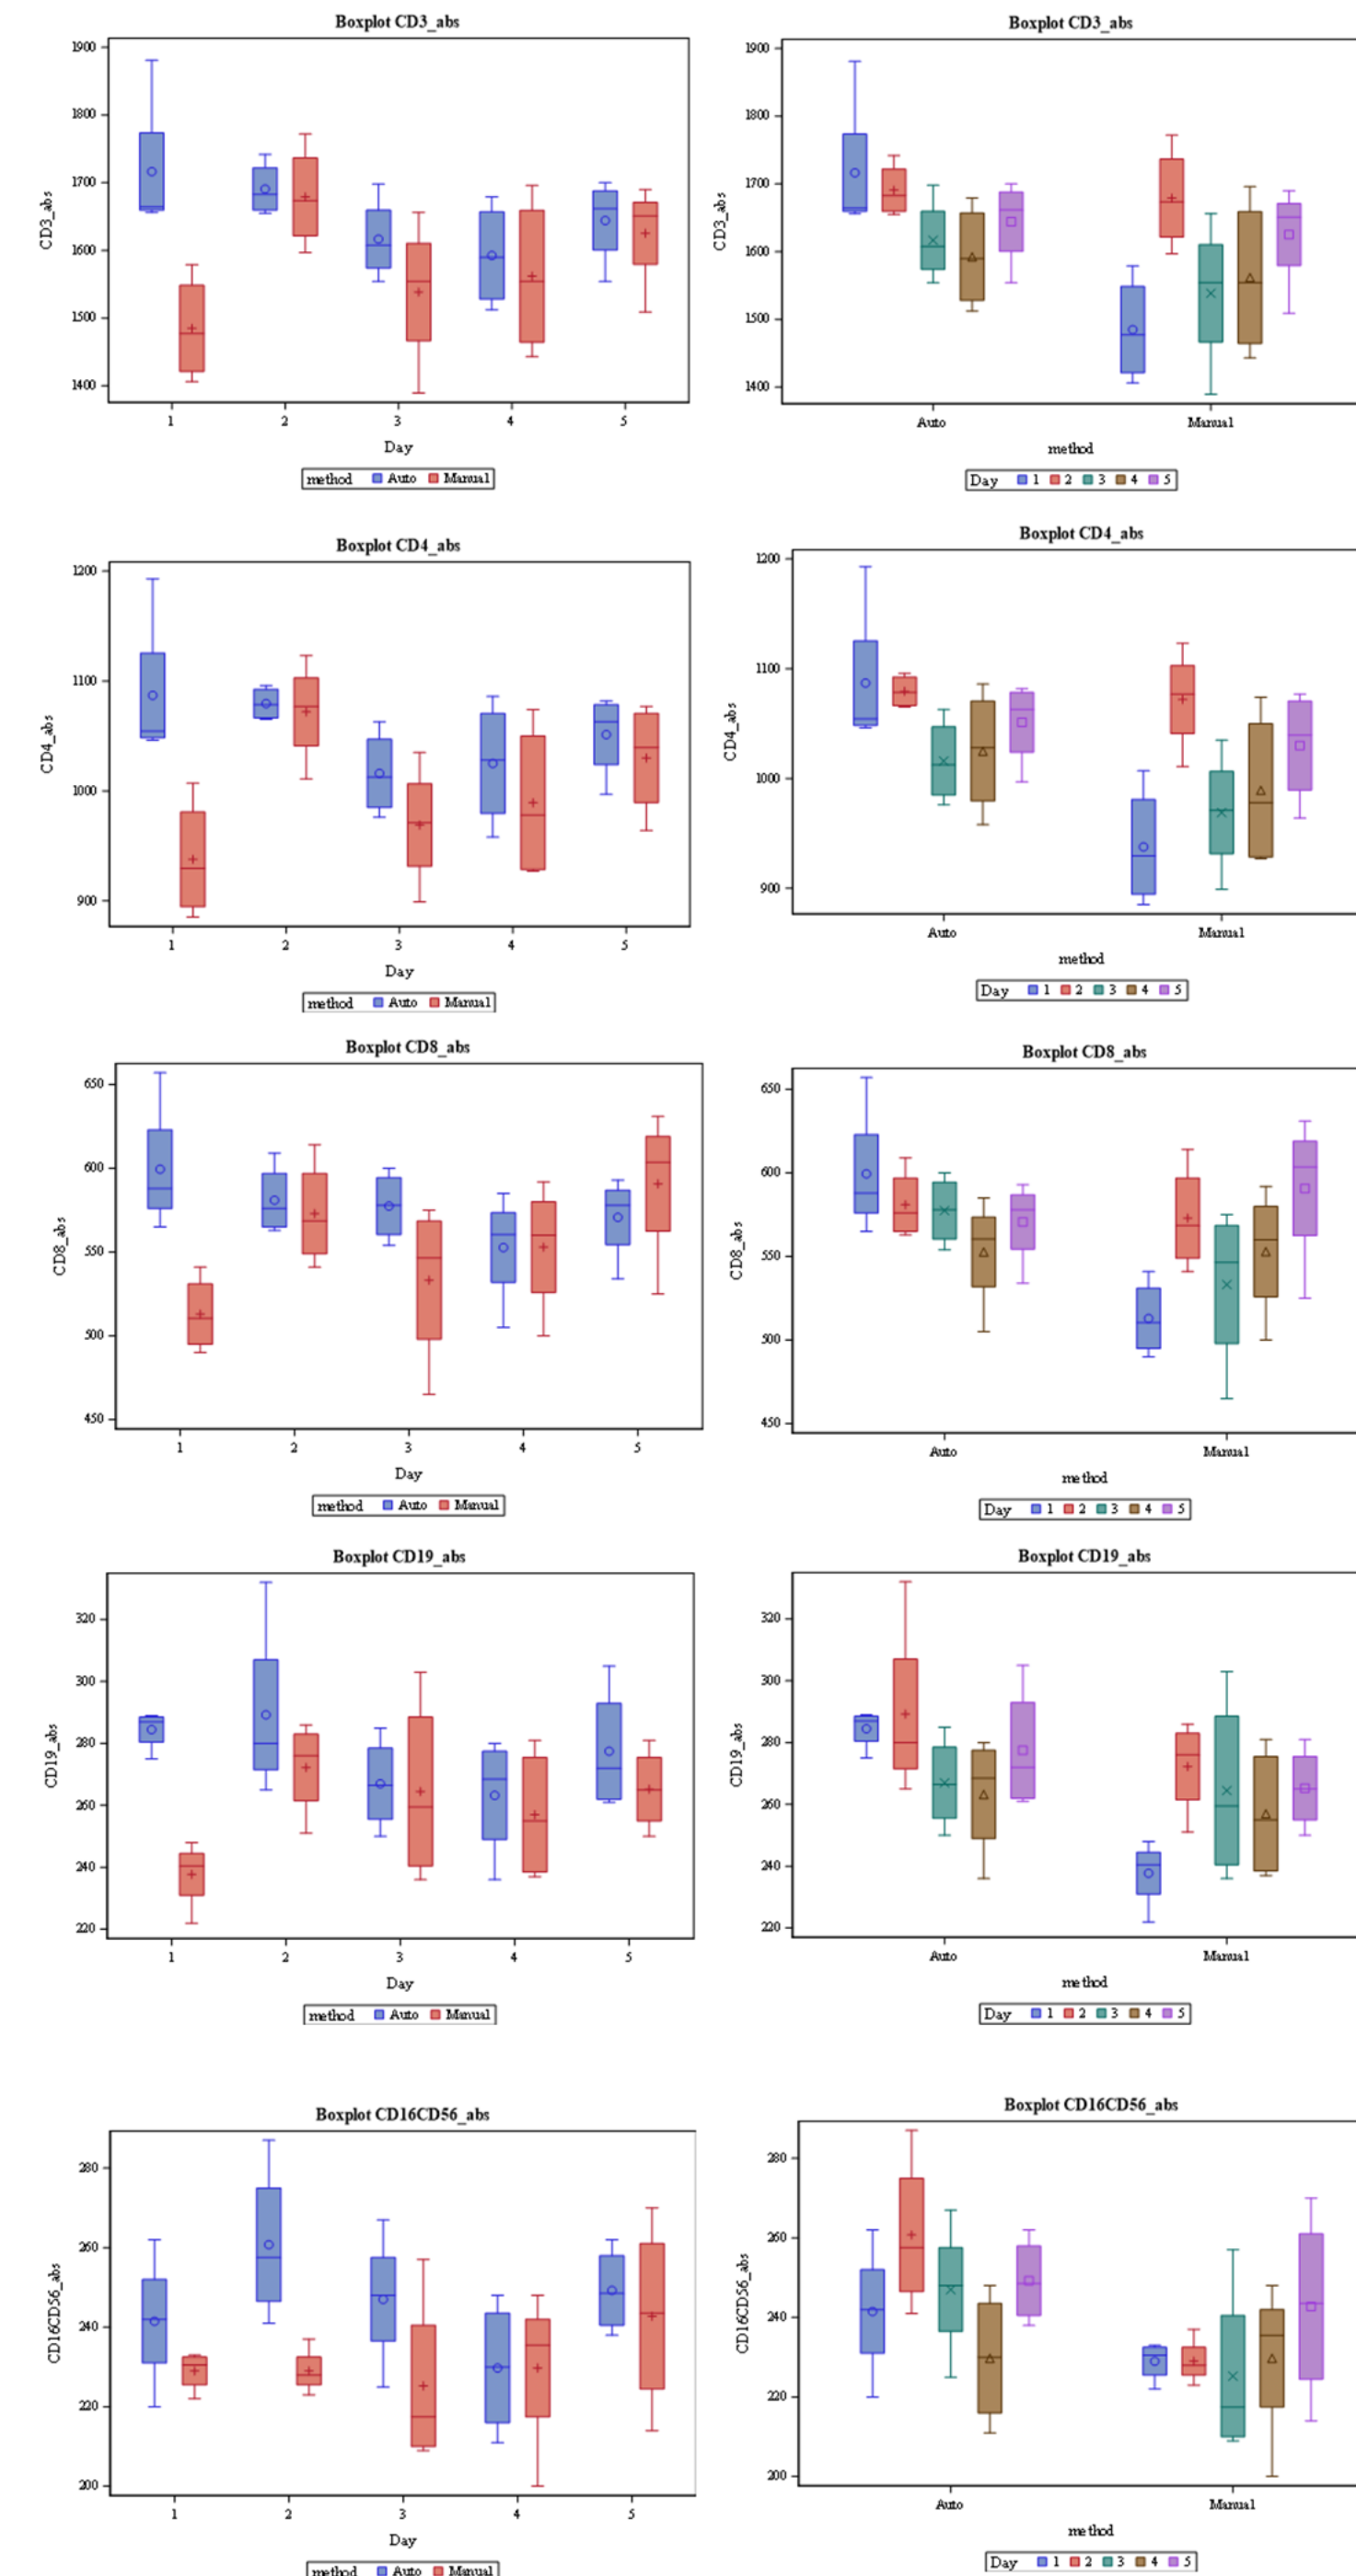 Boxplot CD3_abs
1900
1800
1700
1600
1500
1400
CD3_abs
1 2 3 4 5
Day
method Auto Manual
Boxplot CD3_abs
1900
1800
1700
1600
1500
1400
CD3_abs
Auto Manual
method
Day 1 2 3 4 5
Boxplot CD4_abs
1200
1100
1000
900
CD4_abs
1 2 3 4 5
Day
method Auto Manual
Boxplot CD4_abs
1200
1100
1000
900
CD4_abs
Auto Manual
method
Day 1 2 3 4 5
Boxplot CD8_abs
650
600
550
500
450
CD8_abs
1 2 3 4 5
Day
method Auto Manual
Boxplot CD8_abs
650
600
550
500
450
CD8_abs
Auto Manual
method
Day 1 2 3 4 5
Boxplot CD19_abs
320
300
280
260
240
220
CD19_abs
1 2 3 4 5
Day
method Auto Manual
Boxplot CD19_abs
320
300
280
260
240
220
CD19_abs
Auto Manual
method
Day 1 2 3 4 5
Boxplot CD16CD56_abs
280
260
240
220
200
CD16CD56_abs
1 2 3 4 5
Day
method Auto Manual
Boxplot CD16CD56_abs
280
260
240
220
200
CD16CD56_abs
Auto Manual
method
Day 1 2 3 4 5